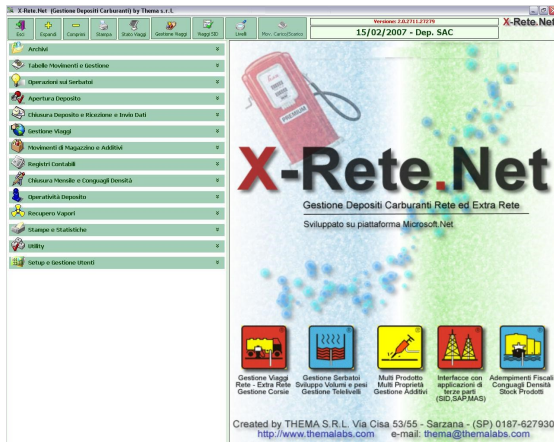 X-Rete.Net (Gestione Depositi Carburanti) by Thema s.r.l.
Esci
Espandi
Comprimi
Stampa
Stato Viaggi
Gestione Viaggi
Viaggi SID
Livelli
Mov. Carico/Scarico
Versione: 2.0.2711.27279
15/02/2007 - Dep. SAC
X-Rete.Net
Archivi
Tabelle Movimenti e Gestione
Operazioni sui Serbatoi
Apertura Deposito
Chiusura Deposito e Ricezione e Invio Dati
Gestione Viaggi
Movimenti di Magazzino e Additivi
Registri Contabili
Chiusura Mensile e Conguagli Densità
Operatività Deposito
Recupero Vapori
Stampe e Statistiche
Utility
Setup e Gestione Utenti
PREMIUM
X-Rete.Net
Gestione Depositi Carburanti Rete ed Extra Rete
Sviluppato su piattaforma Microsoft.Net
Gestione Viaggi
Rete - Extra Rete
Gestione Corsie
Gestione Serbatoi
Sviluppo Volumi e pesi
Gestione Telelivelli
Multi Prodotto
Multi Proprietà
Gestione Additivi
Interfecce con
applicazioni di
terze parti
(SID,SAP,MAS)
Ademplimenti Fiscali
Conguagli Densità
Stock Prodotti
Created by THEMA S.R.L. Via Cisa 53/55 - Sarzana - (SP) 0187-627930
http://www.themalabs.com e-mail: thema@themalabs.com